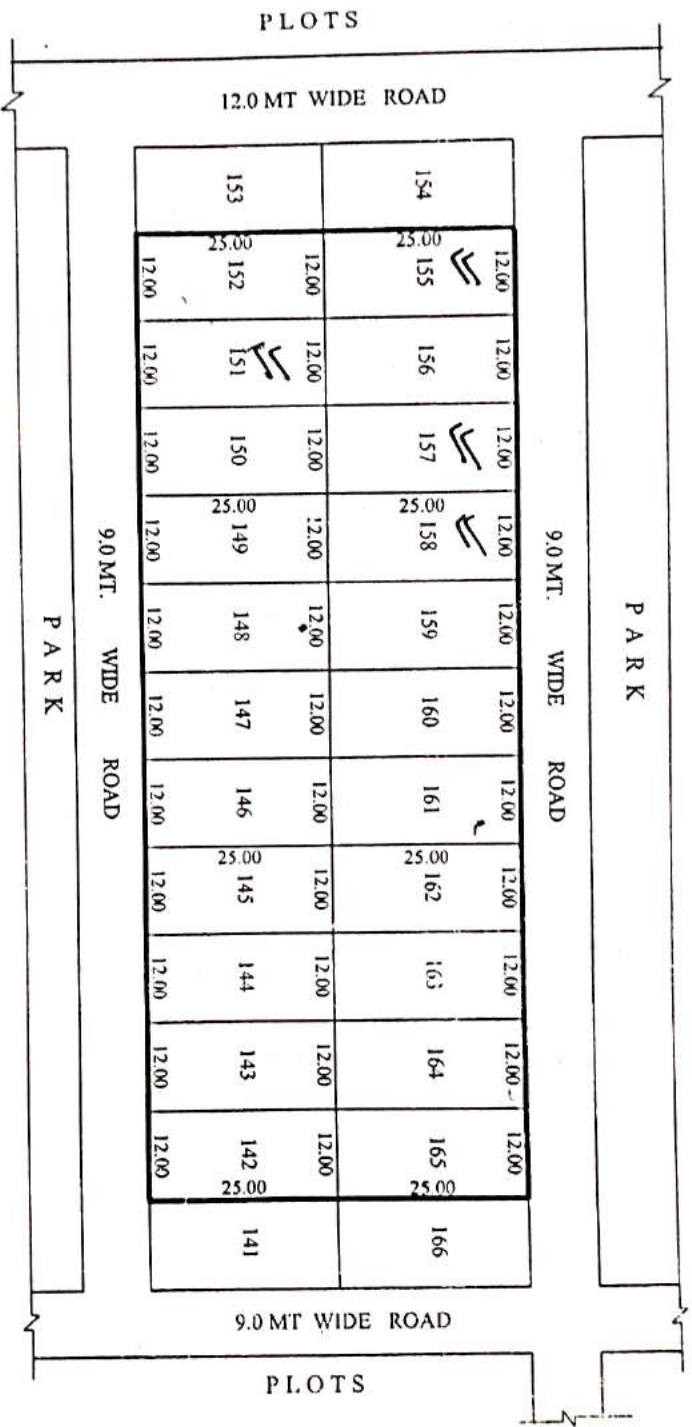 PLOTS
12.0 MT WIDE ROAD
153 154
25.00 25.00
12.00 152 12.00 155 12.00
12.00 151 12.00 156 12.00
12.00 150 12.00 157 12.00
25.00 25.00
12.00 149 12.00 158 12.00
12.00 148 12.00 159 12.00
12.00 147 12.00 160 12.00
12.00 146 12.00 161 12.00
25.00 25.00
12.00 145 12.00 162 12.00
12.00 144 12.00 163 12.00
12.00 143 12.00 164 12.00
12.00 142 12.00 165 12.00
25.00 25.00
141 166
PARK
9.0 MT. WIDE ROAD
9.0 MT. WIDE ROAD
PARK
9.0 MT WIDE ROAD
PLOTS